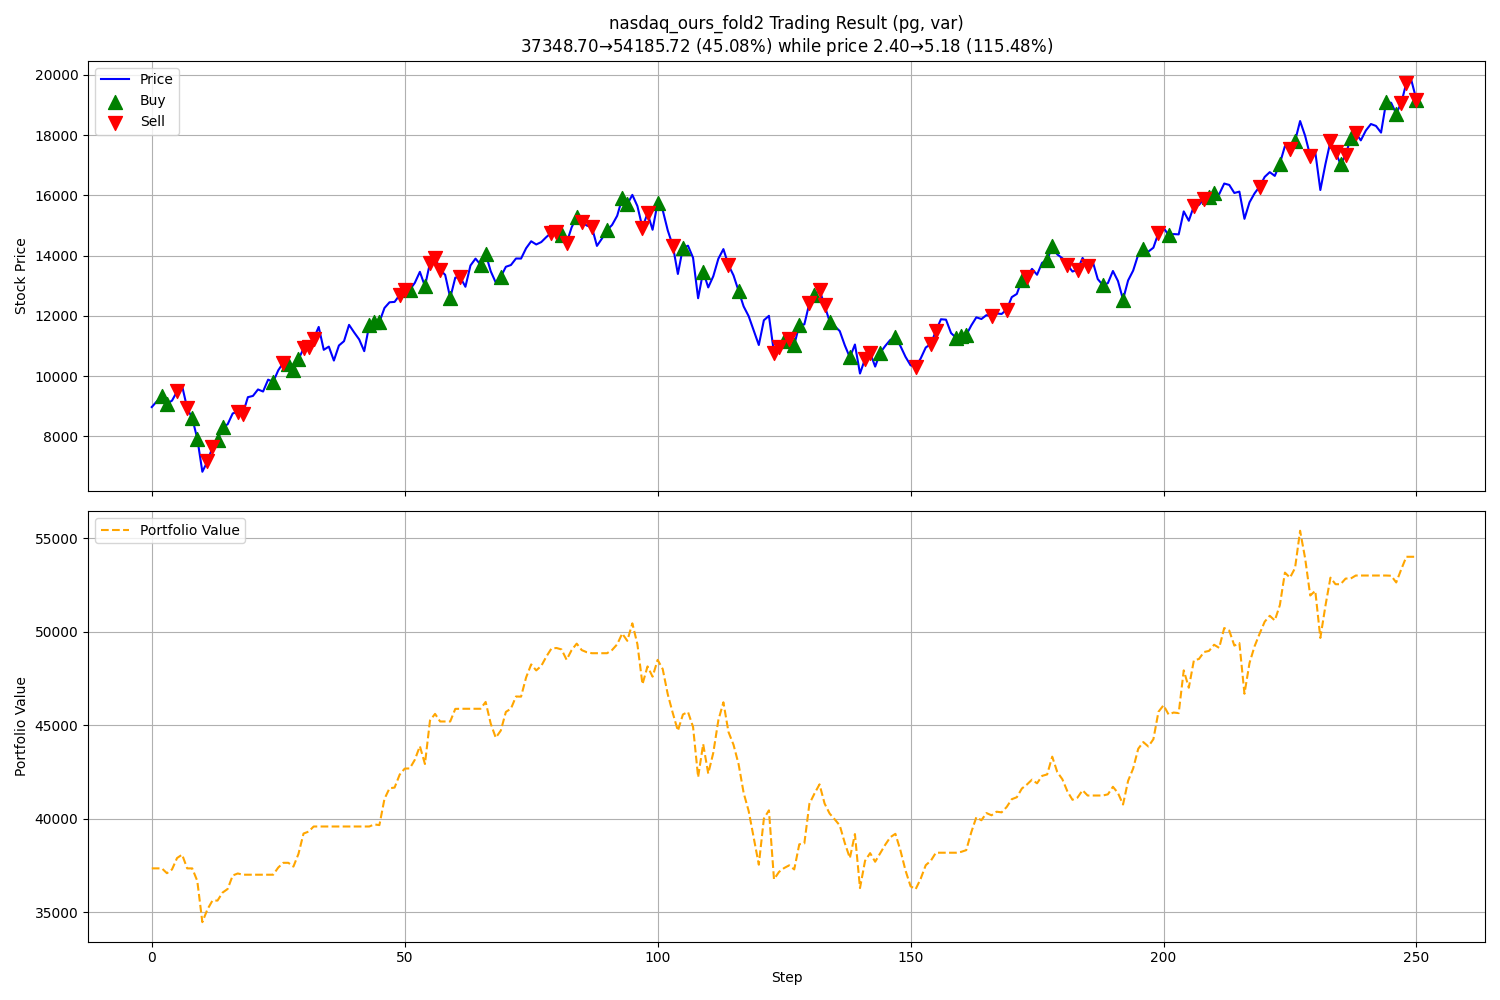 nasdaq_ours_fold2 Trading Result (pg, var)
37348.70→54185.72 (45.08%) while price 2.40→5.18 (115.48%)
Price
Buy
Sell
Stock Price
20000
18000
16000
14000
12000
10000
8000
Portfolio Value
Portfolio Value
55000
50000
45000
40000
35000
0 50 100 150 200 250
Step